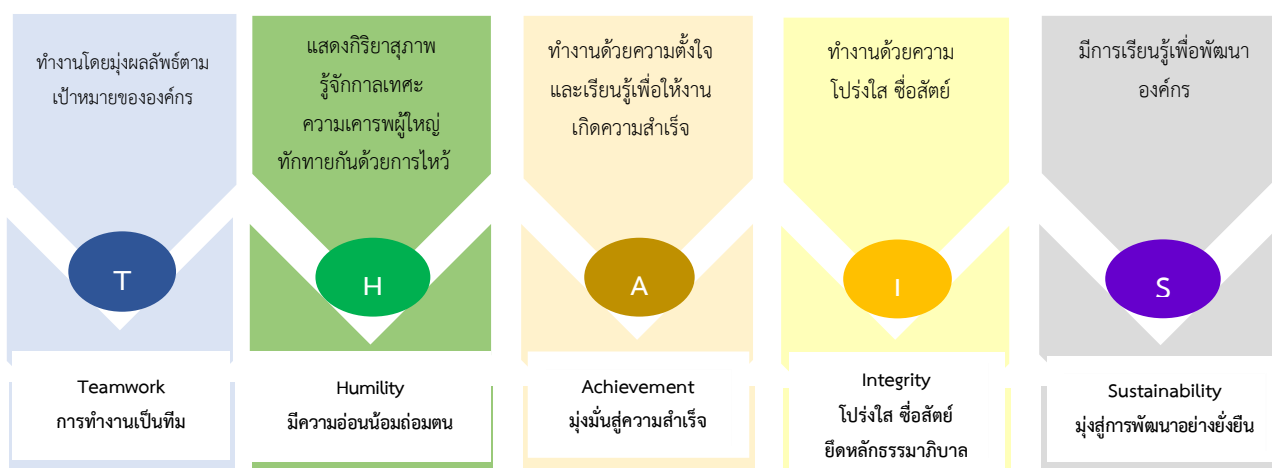 ทำงานโดยมุ่งผลลัพธ์ตาม
เป้าหมายขององค์กร
T
Teamwork
การทำงานเป็นทีม
แสดงกิริยาสุภาพ
รู้จักกาลเทศะ
ความเคารพผู้ใหญ่
ทักทายกันด้วยการไหว้
H
Humility
มีความอ่อนน้อมถ่อมตน
ทำงานด้วยความตั้งใจ
และเรียนรู้เพื่อให้งาน
เกิดความสำเร็จ
A
Achievement
มุ่งมั่นสู่ความสำเร็จ
ทำงานด้วยความ
โปร่งใส ซื่อสัตย์
I
Integrity
โปร่งใส ซื่อสัตย์
ยึดหลักธรรมาภิบาล
มีการเรียนรู้เพื่อพัฒนา
องค์กร
S
Sustainability
มุ่งสู่การพัฒนาอย่างยั่งยืน